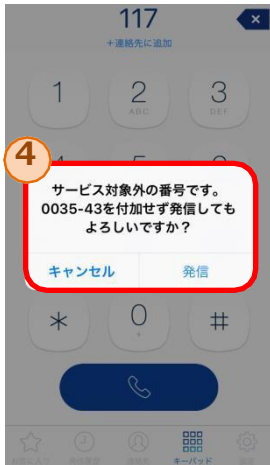 117
+連絡先に追加
1
2
ABC
3
DEF
4
サービス対象外の番号です。
0035-43を付加せず発信しても
よろしいですか？
キャンセル
発信
*
0
+
#
キーパッド